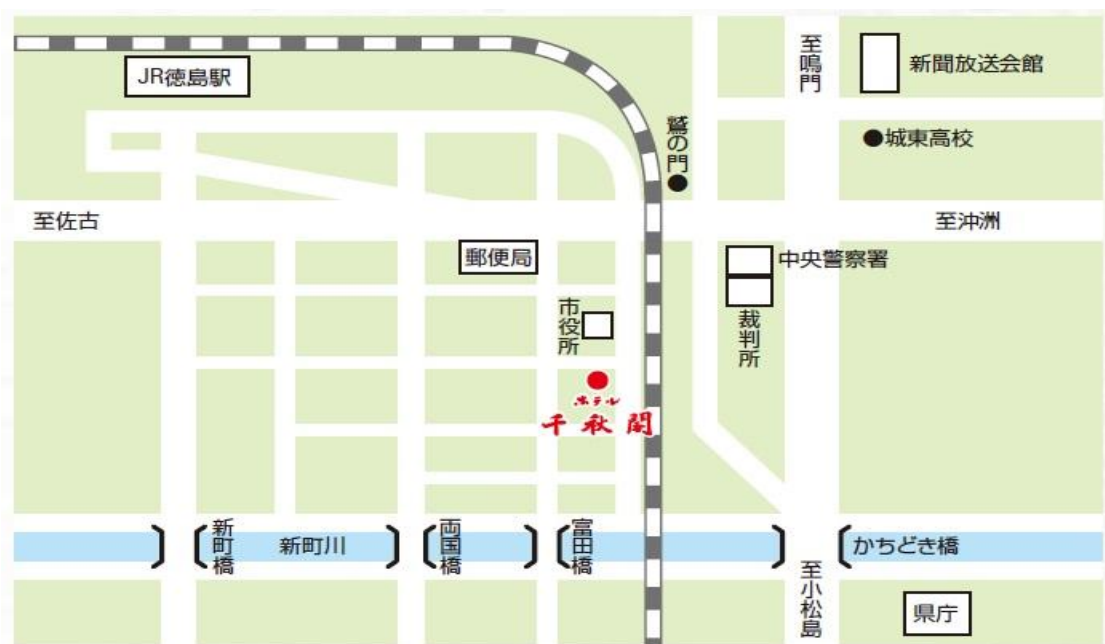 至鳴門
新聞放送会館
JR徳島駅
鷲の門
城東高校
至佐古
至沖洲
郵便局
中央警察署
市役所
裁判所
ホテル
千秋閣
新町橋
新町川
両国橋
富田橋
かちどき橋
至小松島
県庁